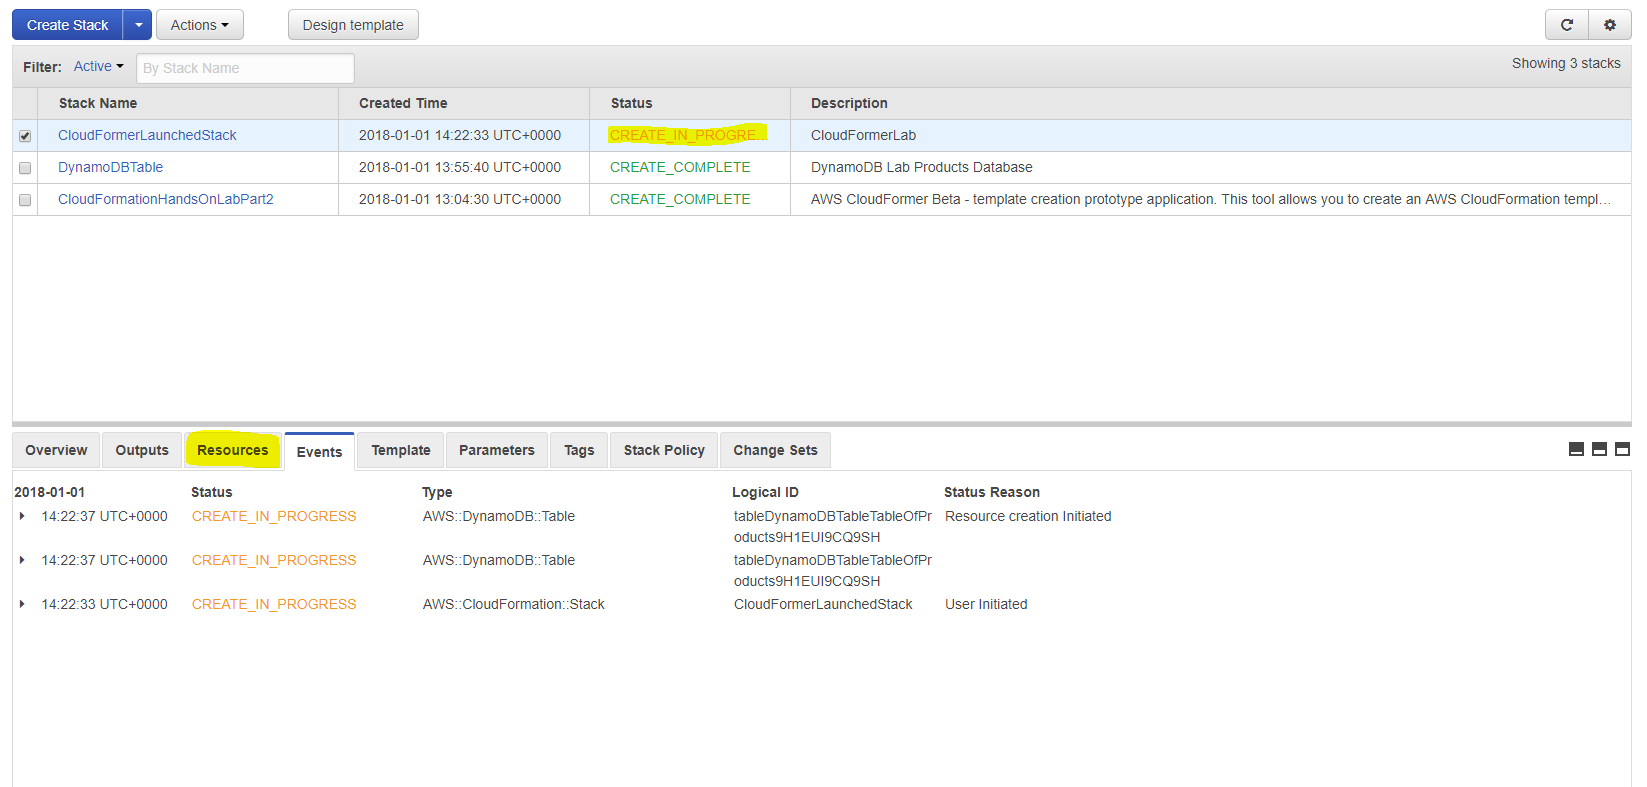 Create Stack Actions Design template
Filter: Active By Stack Name Showing 3 stacks
Stack Name Created Time Status Description
CloudFormerLaunchedStack 2018-01-01 14:22:33 UTC+0000 CREATE_IN_PROGRE... CloudFormerLab
DynamoDBTable 2018-01-01 13:55:40 UTC+0000 CREATE_COMPLETE DynamoDB Lab Products Database
CloudFormationHandsOnLabPart2 2018-01-01 13:04:30 UTC+0000 CREATE_COMPLETE AWS CloudFormer Beta - template creation prototype application. This tool allows you to create an AWS CloudFormation templ...
Overview Outputs Resources Events Template Parameters Tags Stack Policy Change Sets
2018-01-01 Status Type Logical ID Status Reason
14:22:37 UTC+0000 CREATE_IN_PROGRESS AWS::DynamoDB::Table tableDynamoDBTableTableOfPr Resource creation Initiated
oducts9H1EUI9CQ9SH
14:22:37 UTC+0000 CREATE_IN_PROGRESS AWS::DynamoDB::Table tableDynamoDBTableTableOfPr
oducts9H1EUI9CQ9SH
14:22:33 UTC+0000 CREATE_IN_PROGRESS AWS::CloudFormation::Stack CloudFormerLaunchedStack User Initiated